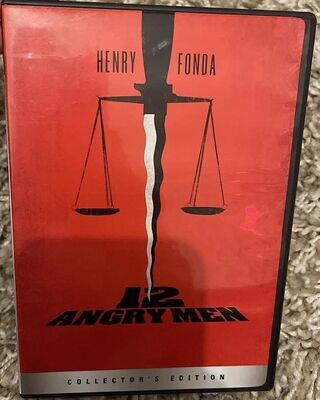 HENRY FONDA
12
ANGRY MEN
COLLECTOR'S EDITION